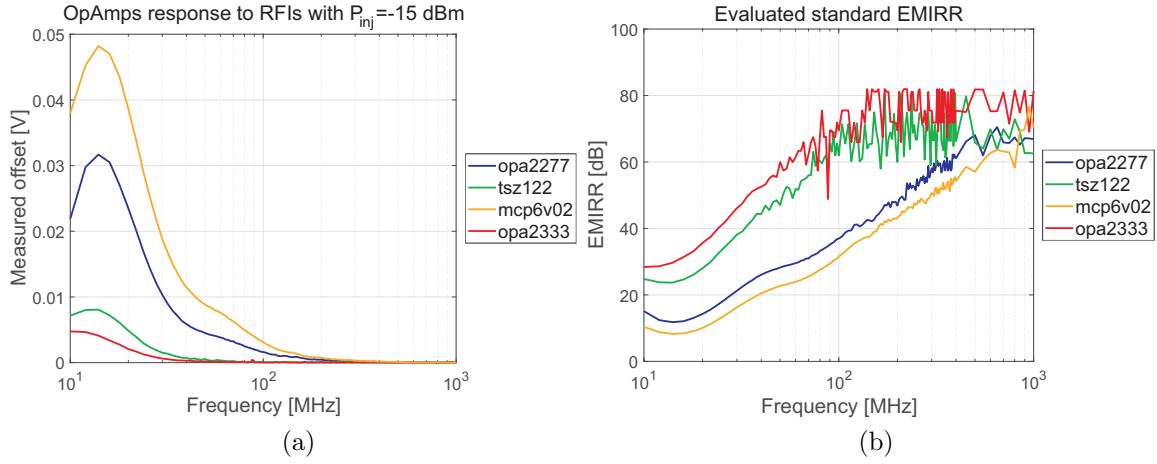 OpAmps response to RFIs with P_inj=-15 dBm
0.05
0.04
0.03
0.02
0.01
0
Measured offset [V]
10^1
10^2
10^3
Frequency [MHz]
opa2277
tsz122
mcp6v02
opa2333
(a)
Evaluated standard EMIRR
100
80
60
40
20
0
EMIRR [dB]
10^1
10^2
10^3
Frequency [MHz]
opa2277
tsz122
mcp6v02
opa2333
(b)